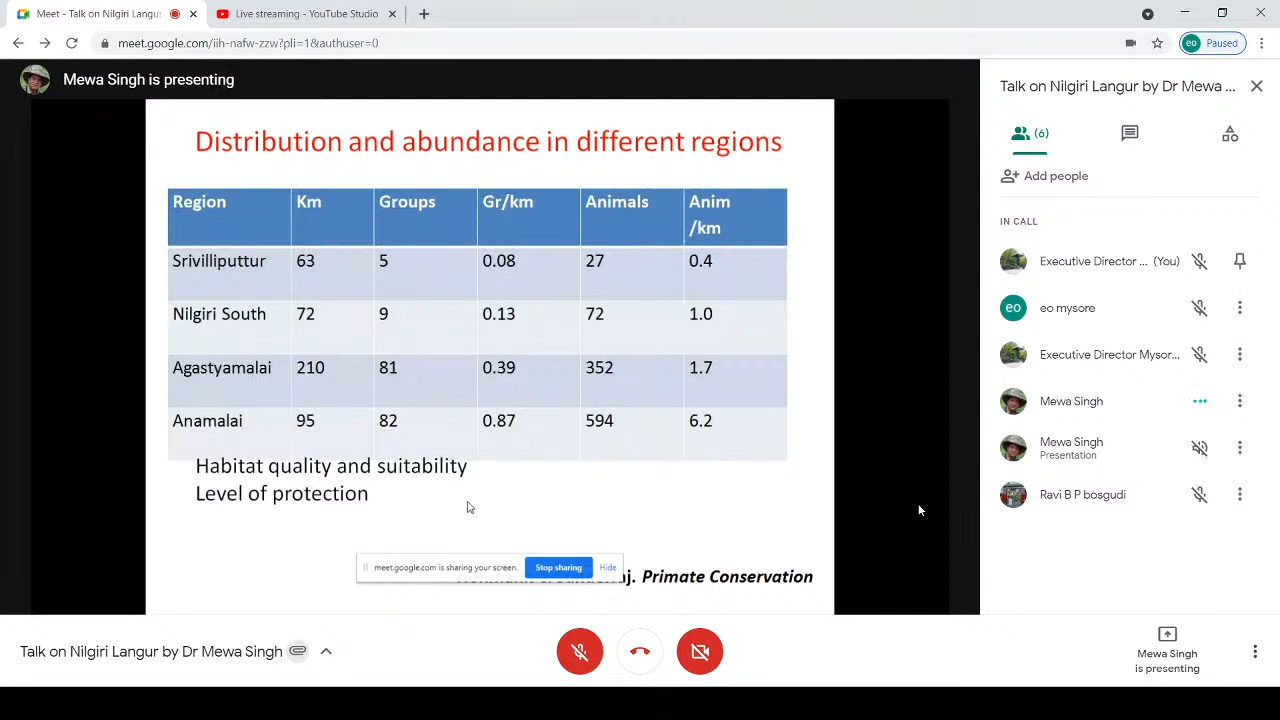 Meet - Talk on Nilgiri Langur
Live streaming - YouTube Studio
meet.google.com/iih-nafw-zzw?pli=1&authuser=0
eo Paused
Mewa Singh is presenting
Talk on Nilgiri Langur by Dr Mewa ...
(6)
Add people
IN CALL
Executive Director ... (You)
eo eo mysore
Executive Director Mysor...
Mewa Singh
Mewa Singh
Presentation
Ravi B P bosgudi
Distribution and abundance in different regions
Region Km Groups Gr/km Animals Anim
/km
Srivilliputtur 63 5 0.08 27 0.4
Nilgiri South 72 9 0.13 72 1.0
Agastyamalai 210 81 0.39 352 1.7
Anamalai 95 82 0.87 594 6.2
Habitat quality and suitability
Level of protection
meet.google.com is sharing your screen. Stop sharing Hide
Primate Conservation
Talk on Nilgiri Langur by Dr Mewa Singh
Mewa Singh
is presenting